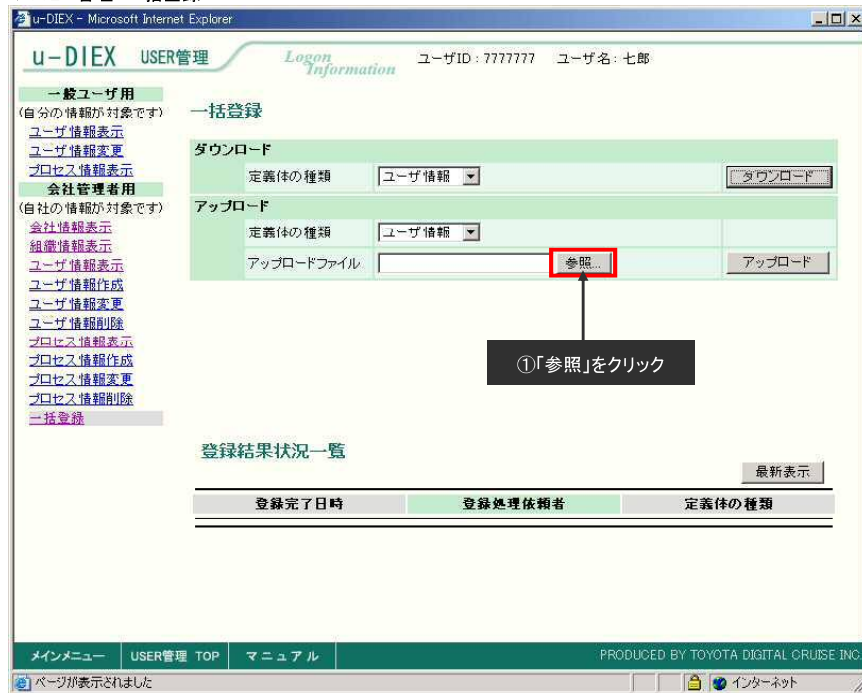 u-DIEX - Microsoft Internet Explorer
u-DIEX USER管理
Logon Information
ユーザID : 7777777 ユーザ名 : 七郎
一般ユーザ用
(自分の情報が対象です)
ユーザ情報表示
ユーザ情報変更
プロセス情報表示
会社管理者用
(自社の情報が対象です)
会社情報表示
組織情報表示
ユーザ情報表示
ユーザ情報作成
ユーザ情報変更
ユーザ情報削除
プロセス情報表示
プロセス情報作成
プロセス情報変更
プロセス情報削除
一括登録
一括登録
ダウンロード
定義体の種類 ユーザ情報 ダウンロード
アップロード
定義体の種類 ユーザ情報
アップロードファイル 参照... アップロード
①「参照」をクリック
登録結果状況一覧
最新表示
登録完了日時 登録処理依頼者 定義体の種類
メインメニュー USER管理 TOP マニュアル PRODUCED BY TOYOTA DIGITAL CRUISE INC.
ページが表示されました インターネット